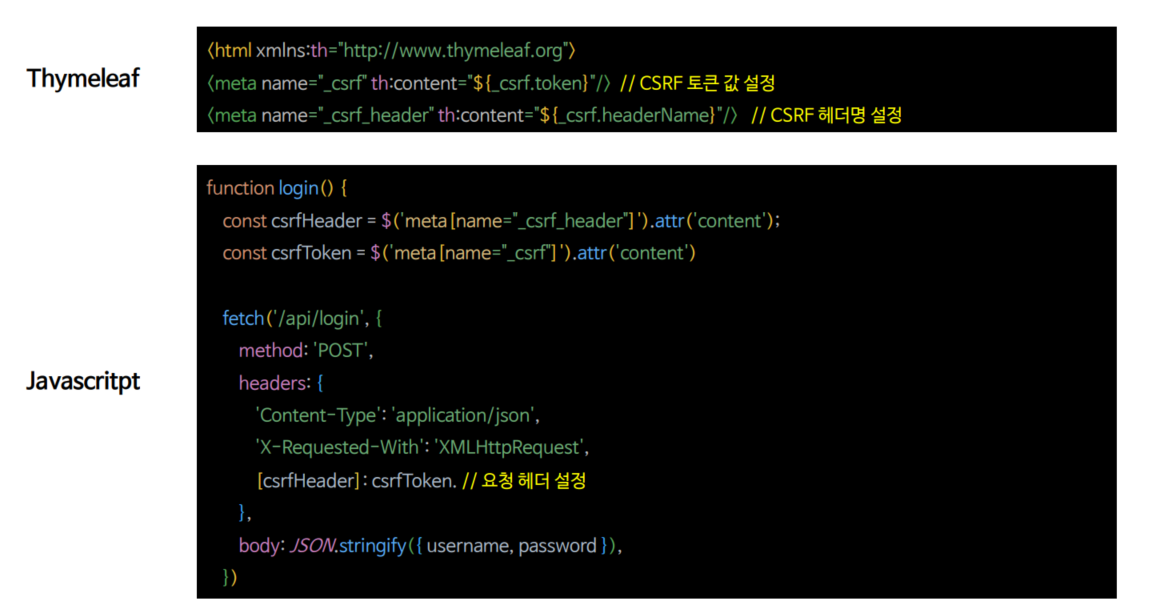 Thymeleaf
<html xmlns:th="http://www.thymeleaf.org">
<meta name="_csrf" th:content="${_csrf.token}"/> // CSRF 토큰 값 설정
<meta name="_csrf_header" th:content="${_csrf.headerName}"/> // CSRF 헤더명 설정
Javascritpt
function login() {
const csrfHeader = $('meta[name="_csrf_header"]').attr('content');
const csrfToken = $('meta[name="_csrf"]').attr('content')
fetch('/api/login', {
method: 'POST',
headers: {
'Content-Type': 'application/json',
'X-Requested-With': 'XMLHttpRequest',
[csrfHeader]: csrfToken. // 요청 헤더 설정
},
body: JSON.stringify({ username, password }),
})